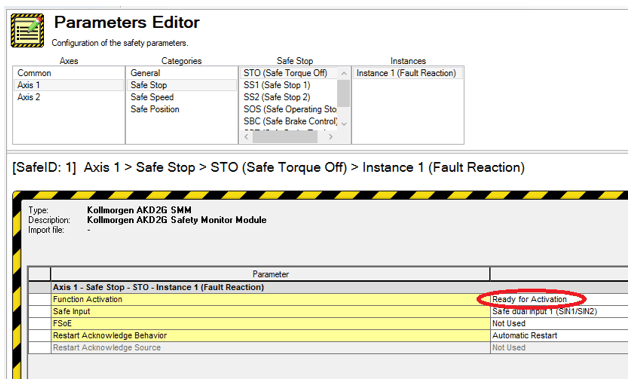 Parameters Editor
Configuration of the safety parameters.
Axes Categories Safe Stop Instances
Common General STO (Safe Torque Off) Instance 1 (Fault Reaction)
Axis 1 Safe Stop SS1 (Safe Stop 1)
Axis 2 Safe Speed SS2 (Safe Stop 2)
Safe Position SOS (Safe Operating Sto
SBC (Safe Brake Control)
[SafeID: 1] Axis 1 > Safe Stop > STO (Safe Torque Off) > Instance 1 (Fault Reaction)
Type: Kollmorgen AKD2G SMM
Description: Kollmorgen AKD2G Safety Monitor Module
Import file: -
Parameter
Axis 1 - Safe Stop - STO - Instance 1 (Fault Reaction)
Function Activation Ready for Activation
Safe Input Safe dual input 1 (SIN1/SIN2)
FSoE Not Used
Restart Acknowledge Behavior Automatic Restart
Restart Acknowledge Source Not Used